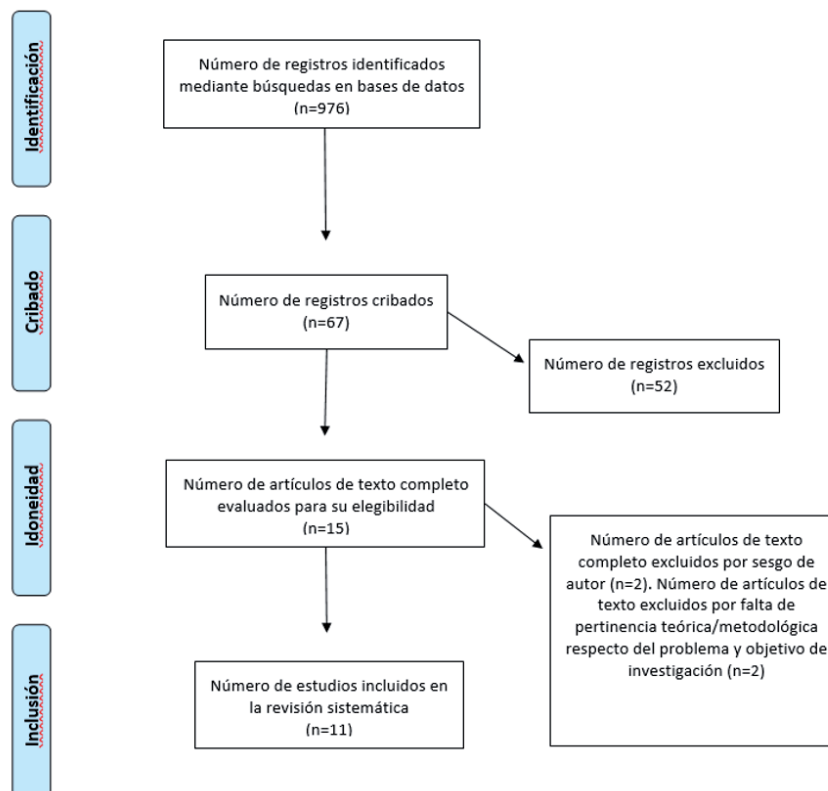 Identificación
Número de registros identificados
mediante búsquedas en bases de datos
(n=976)
Cribado
Número de registros cribados
(n=67)
Número de registros excluidos
(n=52)
Idoneidad
Número de artículos de texto completo
evaluados para su elegibilidad
(n=15)
Número de artículos de texto
completo excluidos por sesgo de
autor (n=2). Número de artículos de
texto excluidos por falta de
pertinencia teórica/metodológica
respecto del problema y objetivo de
investigación (n=2)
Inclusión
Número de estudios incluidos en
la revisión sistemática
(n=11)